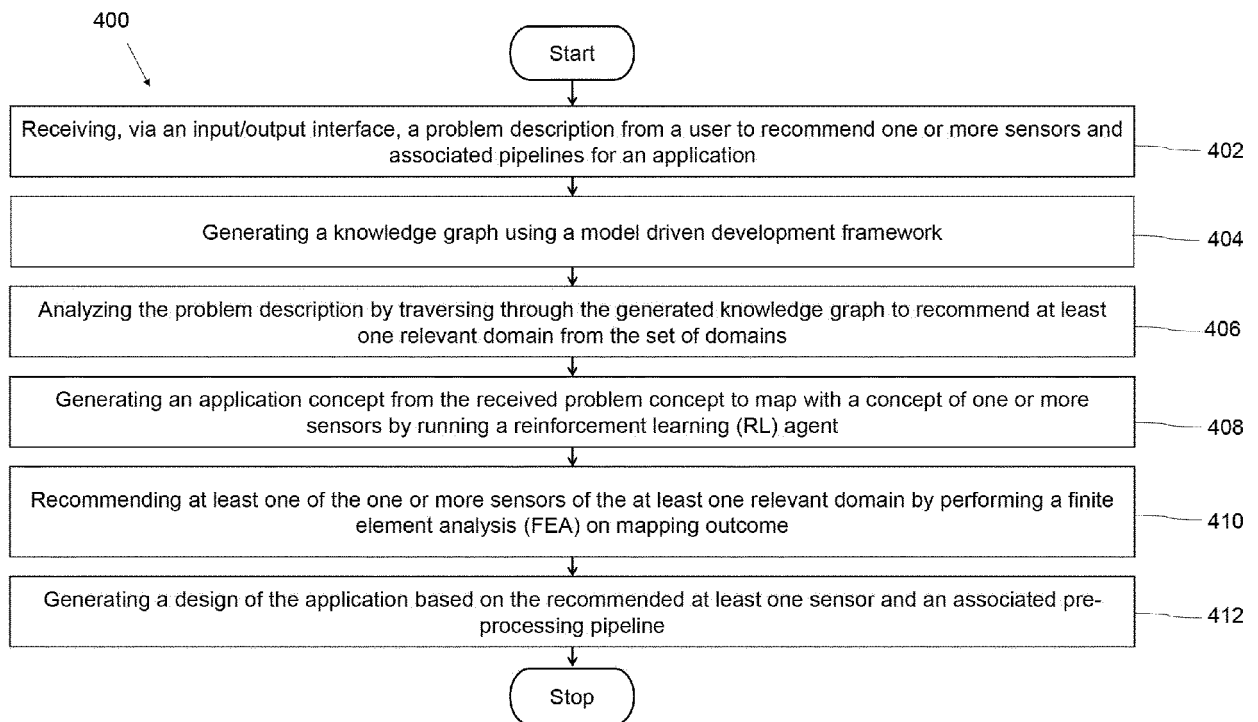 400
Start
Receiving, via an input/output interface, a problem description from a user to recommend one or more sensors and
associated pipelines for an application
402
Generating a knowledge graph using a model driven development framework
404
Analyzing the problem description by traversing through the generated knowledge graph to recommend at least
one relevant domain from the set of domains
406
Generating an application concept from the received problem concept to map with a concept of one or more
sensors by running a reinforcement learning (RL) agent
408
Recommending at least one of the one or more sensors of the at least one relevant domain by performing a finite
element analysis (FEA) on mapping outcome
410
Generating a design of the application based on the recommended at least one sensor and an associated pre-
processing pipeline
412
Stop